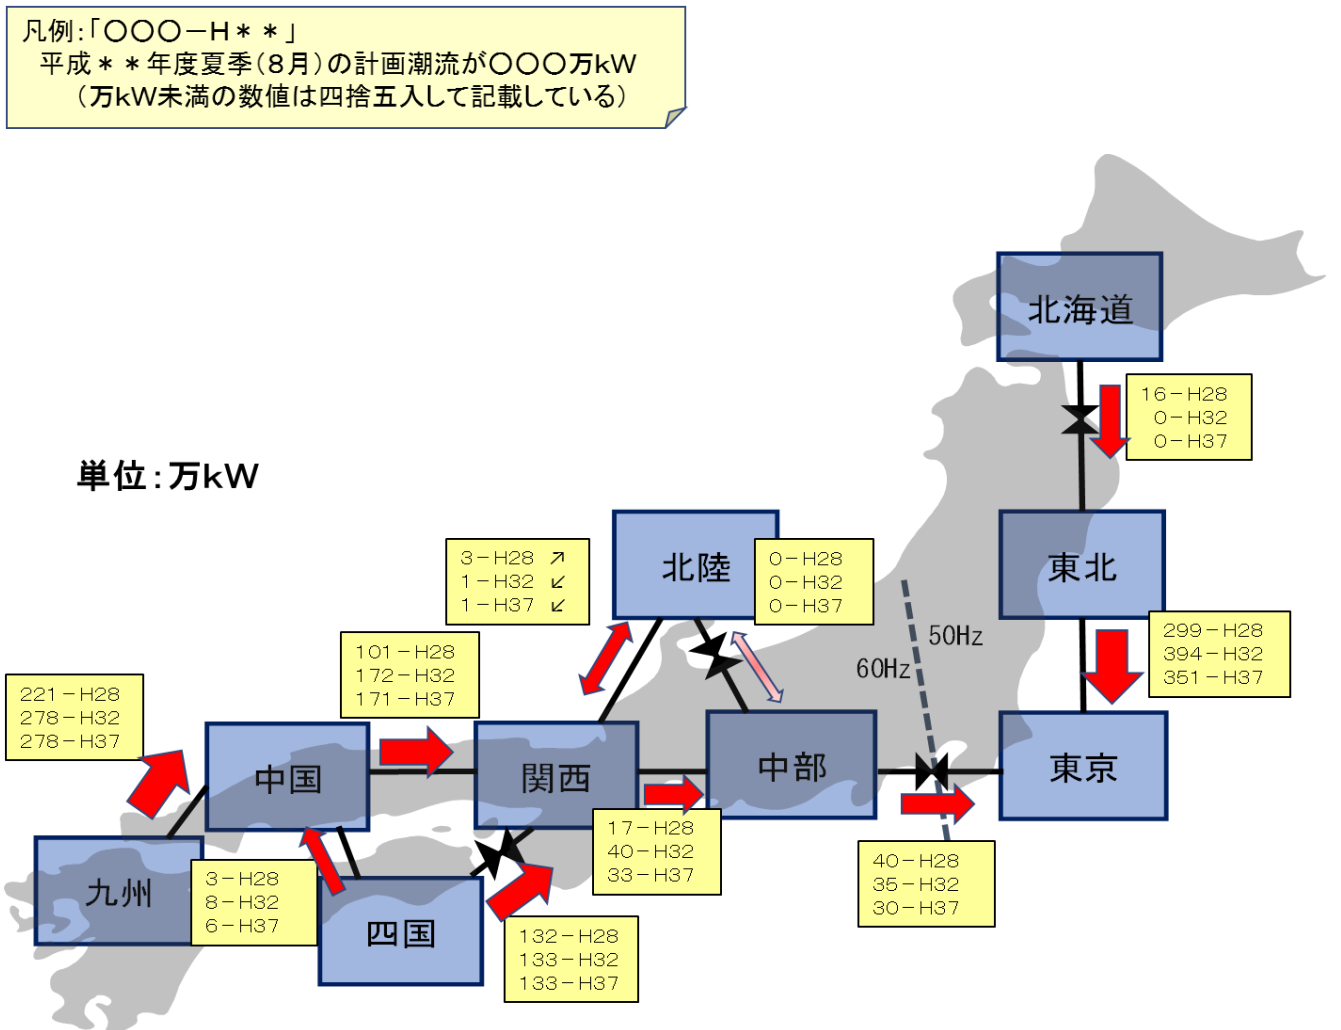 凡例:「〇〇〇－H＊＊」
平成＊＊年度夏季(8月)の計画潮流が〇〇〇万kW
(万kW未満の数値は四捨五入して記載している)
北海道
16－H28
0－H32
0－H37
単位:万kW
北陸
東北
3－H28 ↗
1－H32 ↙
1－H37 ↙
0－H28
0－H32
0－H37
50Hz
60Hz
299－H28
394－H32
351－H37
101－H28
172－H32
171－H37
221－H28
278－H32
278－H37
中国
関西
中部
東京
17－H28
40－H32
33－H37
40－H28
35－H32
30－H37
九州
3－H28
8－H32
6－H37
四国
132－H28
133－H32
133－H37